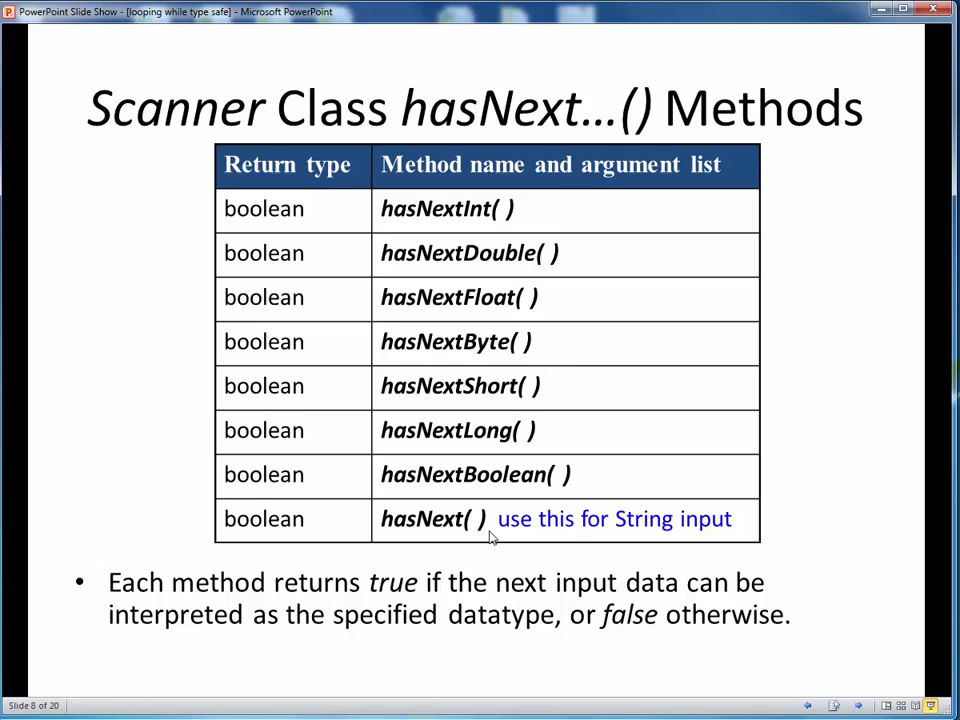 PowerPoint Slide Show - [looping while type safe] - Microsoft PowerPoint
Scanner Class hasNext...() Methods
Return type Method name and argument list
boolean hasNextInt( )
boolean hasNextDouble( )
boolean hasNextFloat( )
boolean hasNextByte( )
boolean hasNextShort( )
boolean hasNextLong( )
boolean hasNextBoolean( )
boolean hasNext( ) use this for String input
• Each method returns true if the next input data can be
interpreted as the specified datatype, or false otherwise.
Slide 8 of 20